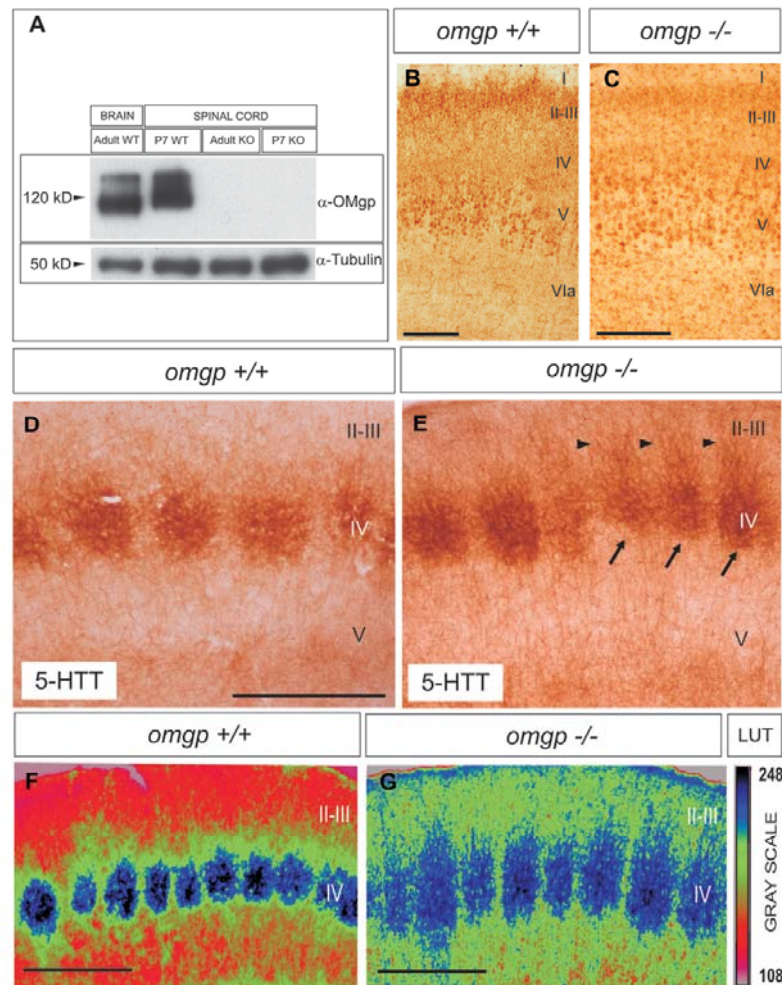 A
BRAIN SPINAL CORD
Adult WT P7 WT Adult KO P7 KO
120 kD α-OMgp
50 kD α-Tubulin
omgp +/+ omgp -/-
B I C I
II-III II-III
IV IV
V V
VIa VIa
omgp +/+ omgp -/-
D II-III E II-III
IV IV
V V
5-HTT 5-HTT
omgp +/+ omgp -/- LUT
F G 248
II-III II-III
IV IV
GRAY SCALE
108